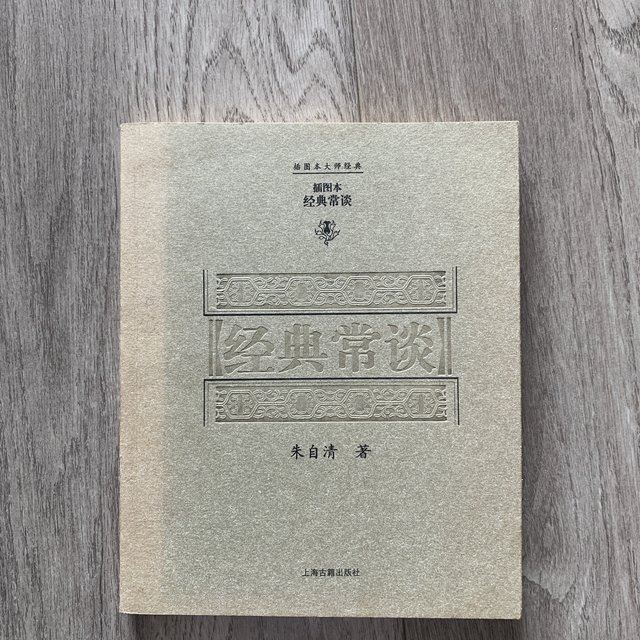 插图本大师经典
插图本
经典常谈
经典常谈
朱自清 著
上海古籍出版社